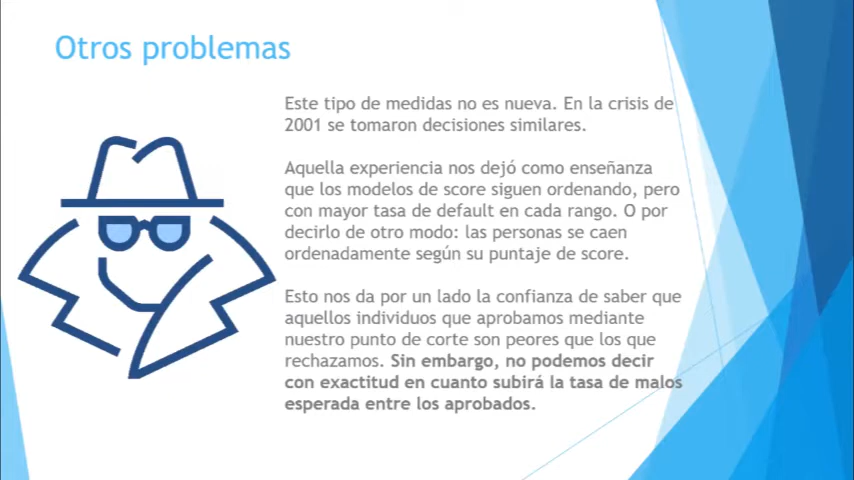 Otros problemas
Este tipo de medidas no es nueva. En la crisis de
2001 se tomaron decisiones similares.
Aquella experiencia nos dejó como enseñanza
que los modelos de score siguen ordenando, pero
con mayor tasa de default en cada rango. O por
decirlo de otro modo: las personas se caen
ordenadamente según su puntaje de score.
Esto nos da por un lado la confianza de saber que
aquellos individuos que aprobamos mediante
nuestro punto de corte son peores que los que
rechazamos. Sin embargo, no podemos decir
con exactitud en cuanto subirá la tasa de malos
esperada entre los aprobados.